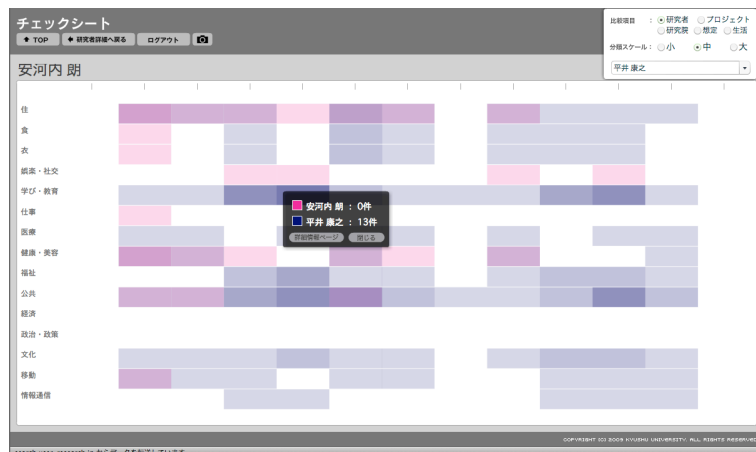 チェックシート
TOP
研究者詳細へ戻る
ログアウト
比較項目 : 研究者 プロジェクト
研究院 想定 生活
分類スケール : 小 中 大
平井 康之
安河内 朗
住
食
衣
娯楽・社交
学び・教育
仕事
医療
健康・美容
福祉
公共
経済
政治・政策
文化
移動
情報通信
安河内 朗 : 0件
平井 康之 : 13件
詳細情報ページ 閉じる
COPYRIGHT (C) 2009 KYUSHU UNIVERSITY. ALL RIGHTS RESERVED